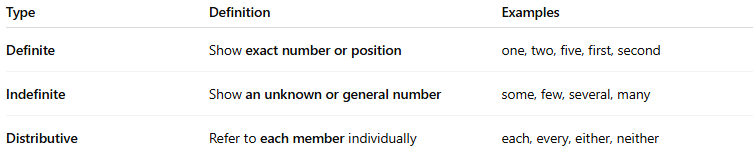 Type Definition Examples
Definite Show exact number or position one, two, five, first, second
Indefinite Show an unknown or general number some, few, several, many
Distributive Refer to each member individually each, every, either, neither